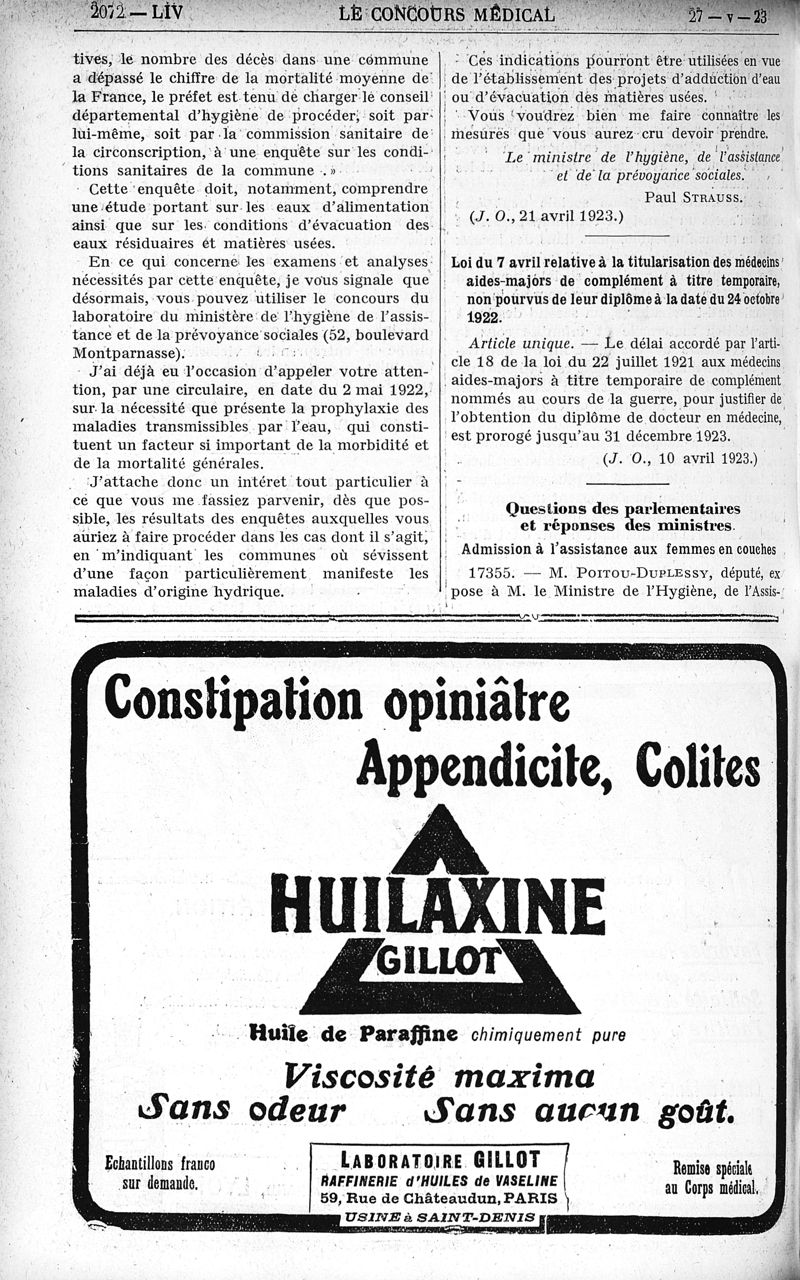 2072 — LIV
LE CONCOURS MÉDICAL
27 — V — 23
tives, le nombre des décès dans une commune
a dépassé le chiffre de la mortalité moyenne de
la France, le préfet est tenu de charger le conseil
départemental d'hygiène de procéder, soit par
lui-même, soit par la commission sanitaire de
la circonscription, à une enquête sur les condi-
tions sanitaires de la commune . »
Cette enquête doit, notamment, comprendre
une étude portant sur les eaux d'alimentation
ainsi que sur les conditions d'évacuation des
eaux résiduaires et matières usées.
En ce qui concerne les examens et analyses
nécessités par cette enquête, je vous signale que
désormais, vous pouvez utiliser le concours du
laboratoire du ministère de l'hygiène de l'assis-
tance et de la prévoyance sociales (52, boulevard
Montparnasse).
J'ai déjà eu l'occasion d'appeler votre atten-
tion, par une circulaire, en date du 2 mai 1922,
sur la nécessité que présente la prophylaxie des
maladies transmissibles par l'eau, qui consti-
tuent un facteur si important de la morbidité et
de la mortalité générales.
J'attache donc un intéret tout particulier à
ce que vous me fassiez parvenir, dès que pos-
sible, les résultats des enquêtes auxquelles vous
auriez à faire procéder dans les cas dont il s'agit,
en m'indiquant les communes où sévissent
d'une façon particulièrement manifeste les
maladies d'origine hydrique.
Ces indications pourront être utilisées en vue
de l'établissement des projets d'adduction d'eau
ou d'évacuation des matières usées.
Vous voudrez bien me faire connaître les
mesures que vous aurez cru devoir prendre.
Le ministre de l'hygiène, de l'assistance
et de la prévoyance sociales.
Paul STRAUSS.
(J. O., 21 avril 1923.)
Loi du 7 avril relative à la titularisation des médecins
aides-majors de complément à titre temporaire,
non pourvus de leur diplôme à la date du 24 octobre
1922.
Article unique. — Le délai accordé par l'arti-
cle 18 de la loi du 22 juillet 1921 aux médecins
aides-majors à titre temporaire de complément
nommés au cours de la guerre, pour justifier de
l'obtention du diplôme de docteur en médecine,
est prorogé jusqu'au 31 décembre 1923.
(J. O., 10 avril 1923.)
Questions des parlementaires
et réponses des ministres.
Admission à l'assistance aux femmes en couches
17355. — M. POITOU-DUPLESSY, député, ex
pose à M. le Ministre de l'Hygiène, de l'Assis-
Constipation opiniâtre
Appendicite, Colites
HUILAXINE
GILLOT
Huile de Paraffine chimiquement pure
Viscosité maxima
Sans odeur Sans aucun goût.
Echantillons franco
sur demande.
LABORATOIRE GILLOT
RAFFINERIE d'HUILES de VASELINE
59, Rue de Châteaudun, PARIS
USINE à SAINT-DENIS
Remise spéciale
au Corps médical.